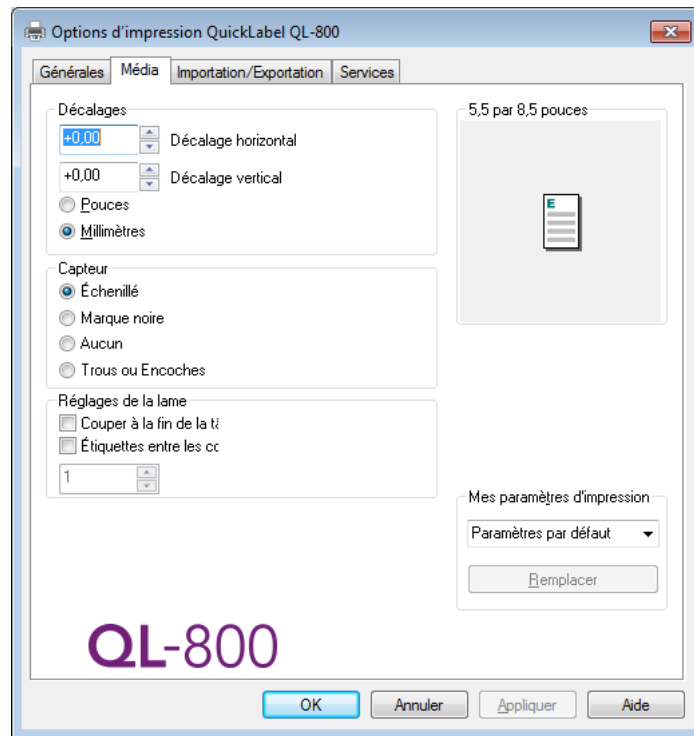 Options d'impression QuickLabel QL-800
Générales Média Importation/Exportation Services
Décalages
+0,00 Décalage horizontal
+0,00 Décalage vertical
Pouces
Millimètres
Capteur
Échenillé
Marque noire
Aucun
Trous ou Encoches
Réglages de la lame
Couper à la fin de la tâ
Étiquettes entre les co
1
5,5 par 8,5 pouces
E
Mes paramètres d'impression
Paramètres par défaut
Remplacer
QL-800
OK Annuler Appliquer Aide